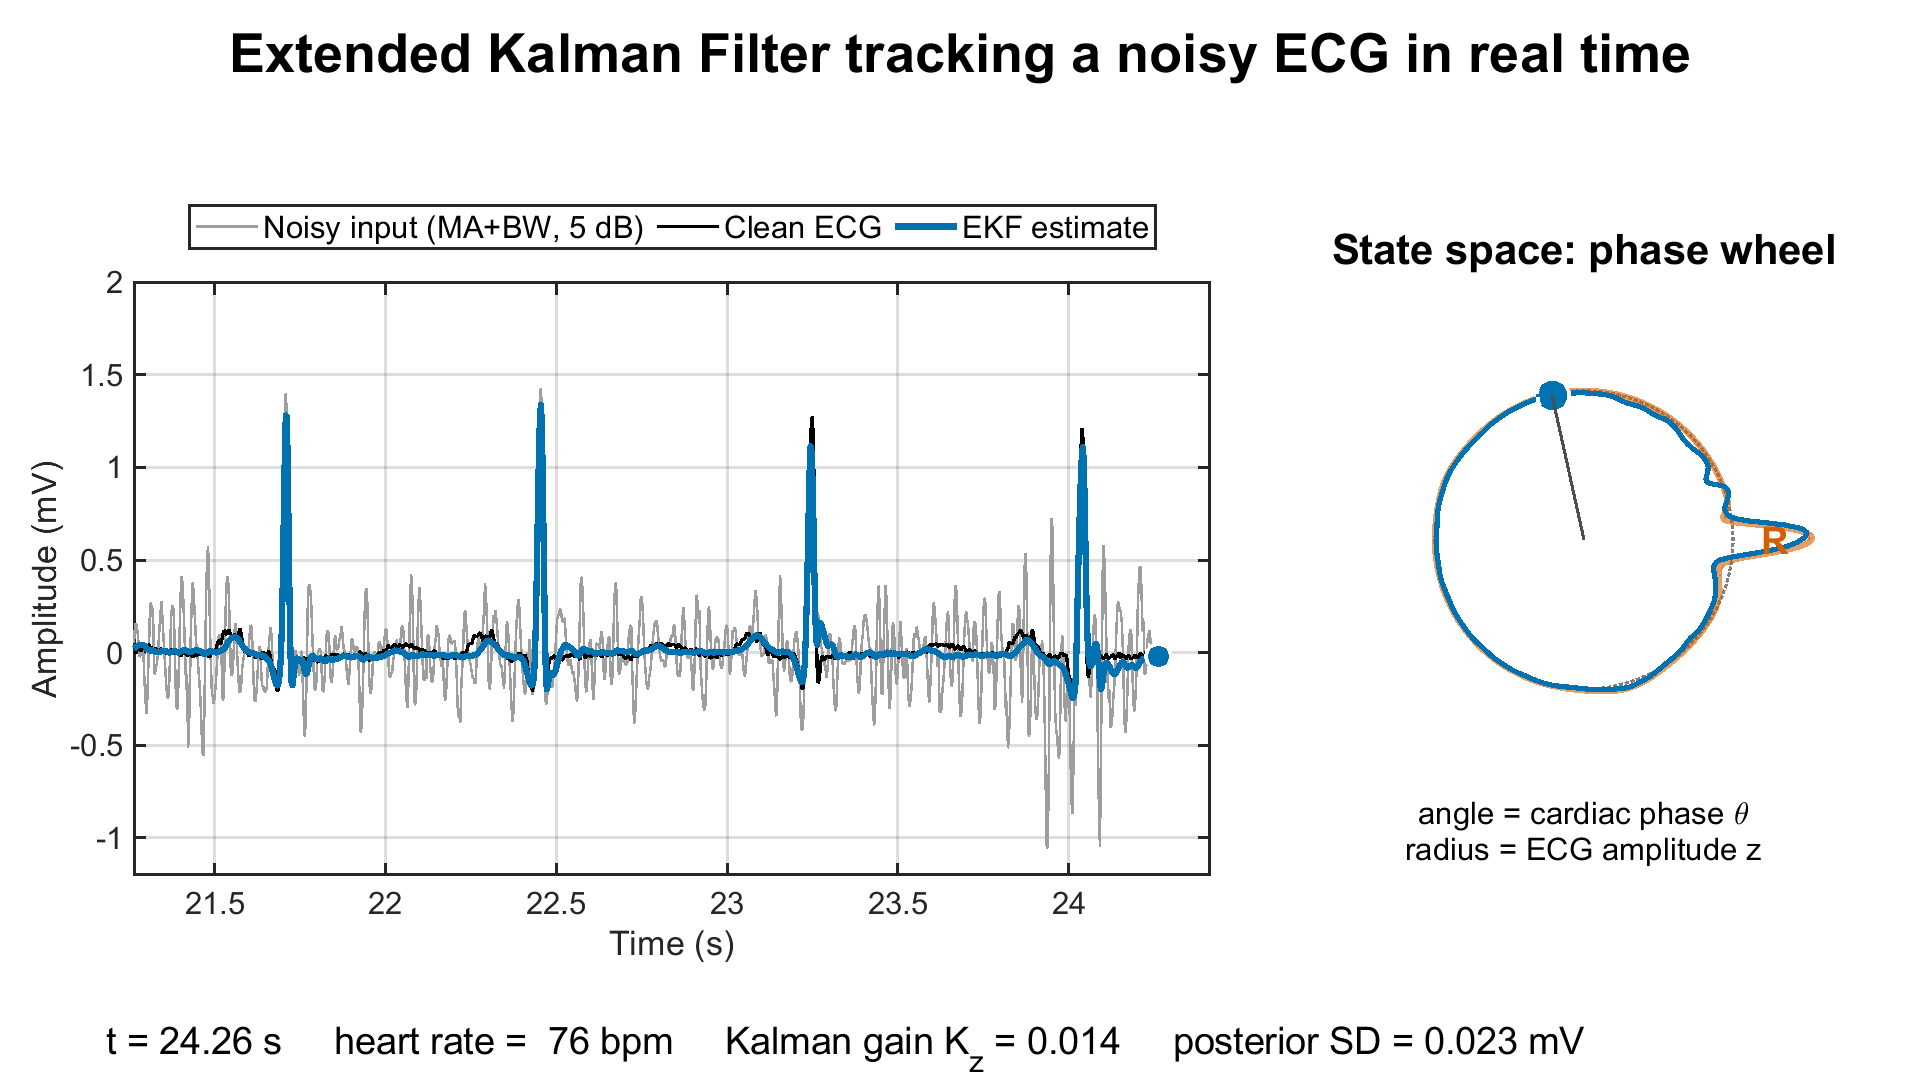 Extended Kalman Filter tracking a noisy ECG in real time
Noisy input (MA+BW, 5 dB) Clean ECG EKF estimate
State space: phase wheel
2
1.5
1
0.5
0
-0.5
-1
Amplitude (mV)
21.5 22 22.5 23 23.5 24
Time (s)
R
angle = cardiac phase θ
radius = ECG amplitude z
t = 24.26 s heart rate = 76 bpm Kalman gain K_z = 0.014 posterior SD = 0.023 mV